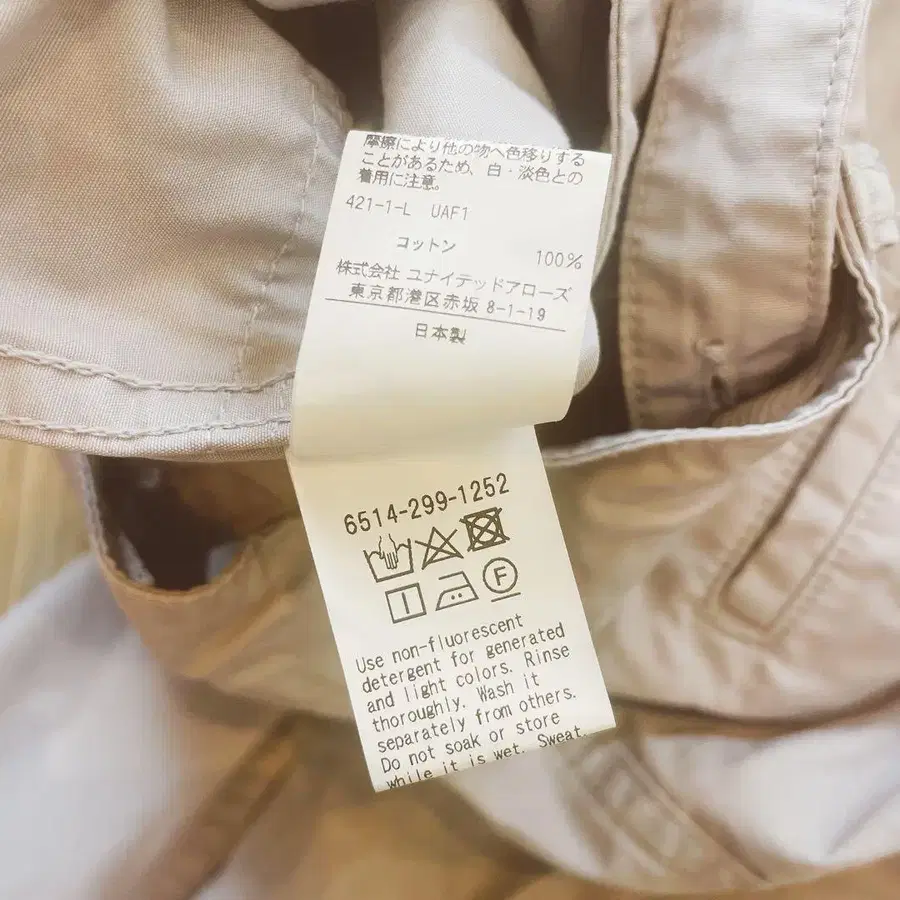 摩擦により他の物へ色移りする
ことがあるため、白・淡色との
着用に注意。
421-1-L UAF1
コットン 100%
株式会社 ユナイテッドアローズ
東京都港区赤坂 8-1-19
日本製
6514-299-1252
F
Use non-fluorescent
detergent for generated
and light colors. Rinse
thoroughly. Wash it
separately from others.
Do not soak or store
while it is wet. Sweat,